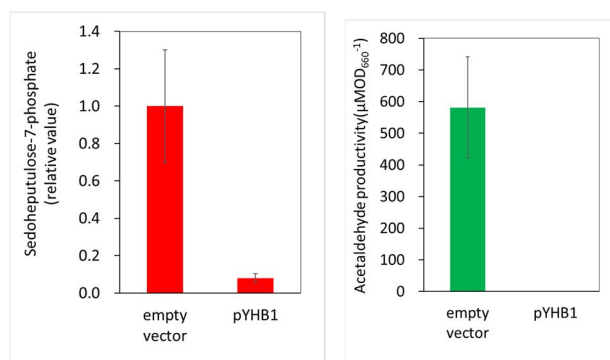 Sedoheputulose-7-phosphate
(relative value)
1.4
1.2
1.0
0.8
0.6
0.4
0.2
0.0
empty
vector
pYHB1
Acetaldehyde productivity(μMOD₆₆₀⁻¹)
800
700
600
500
400
300
200
100
0
empty
vector
pYHB1